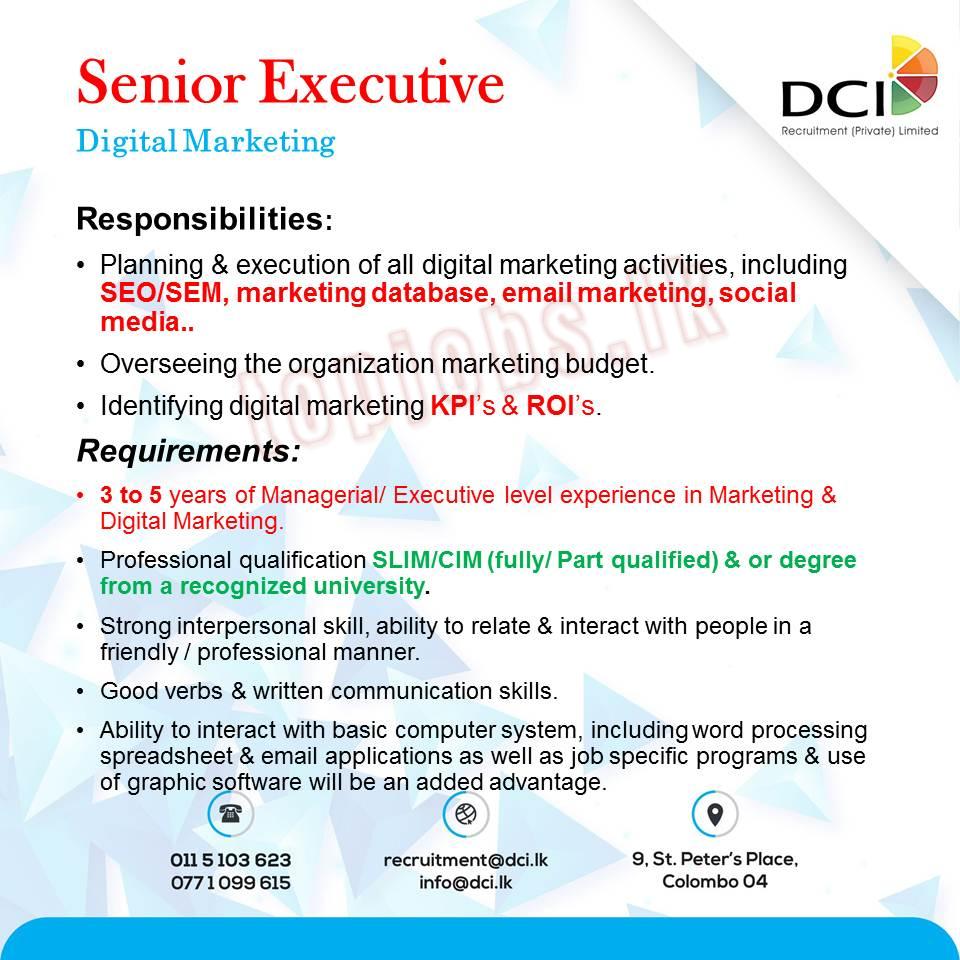 Senior Executive
Digital Marketing
DCI
Recruitment (Private) Limited
Responsibilities:
• Planning & execution of all digital marketing activities, including
SEO/SEM, marketing database, email marketing, social
media..
• Overseeing the organization marketing budget.
• Identifying digital marketing KPI's & ROI's.
topjobs.lk
Requirements:
• 3 to 5 years of Managerial/ Executive level experience in Marketing &
Digital Marketing.
• Professional qualification SLIM/CIM (fully/ Part qualified) & or degree
from a recognized university.
• Strong interpersonal skill, ability to relate & interact with people in a
friendly / professional manner.
• Good verbs & written communication skills.
• Ability to interact with basic computer system, including word processing
spreadsheet & email applications as well as job specific programs & use
of graphic software will be an added advantage.
011 5 103 623
077 1 099 615
recruitment@dci.lk
info@dci.lk
9, St. Peter's Place,
Colombo 04